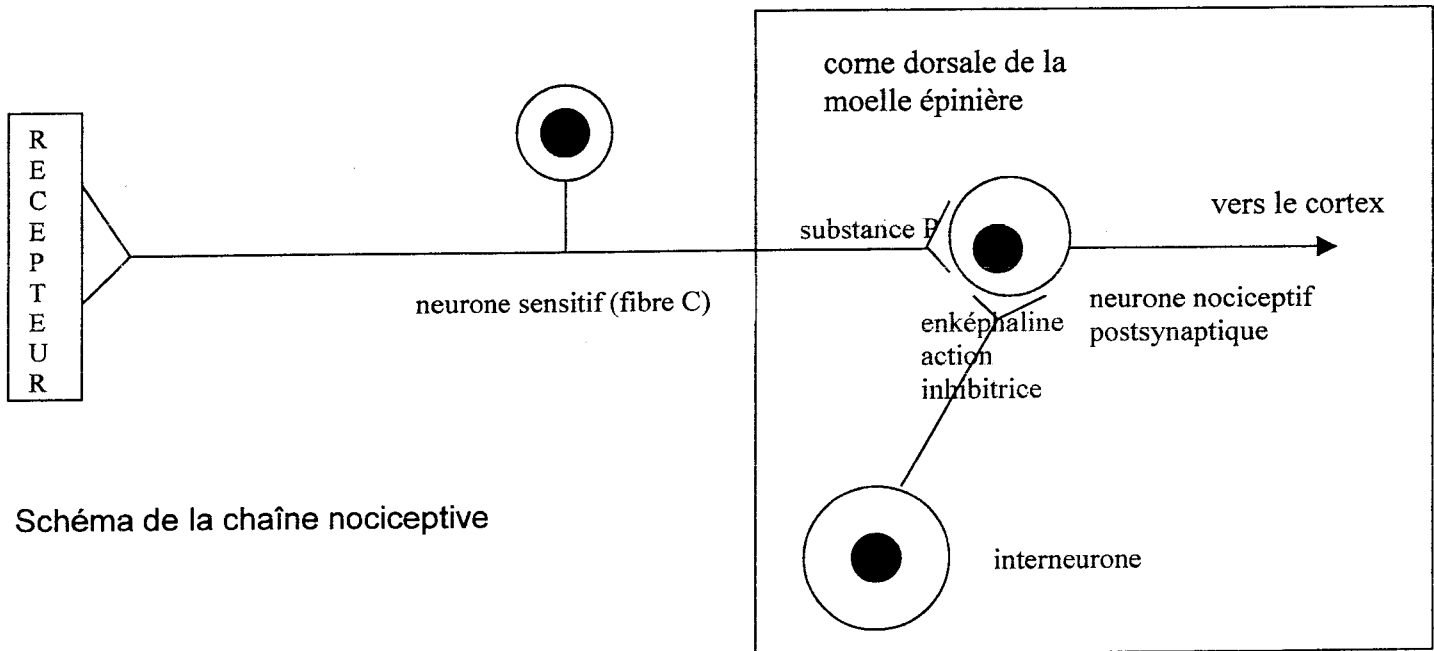 corne dorsale de la
moelle épinière
R
E
C
E
P
T
E
U
R
substance P
vers le cortex
neurone sensitif (fibre C)
enképhaline
action
inhibitrice
neurone nociceptif
postsynaptique
Schéma de la chaîne nociceptive
interneurone